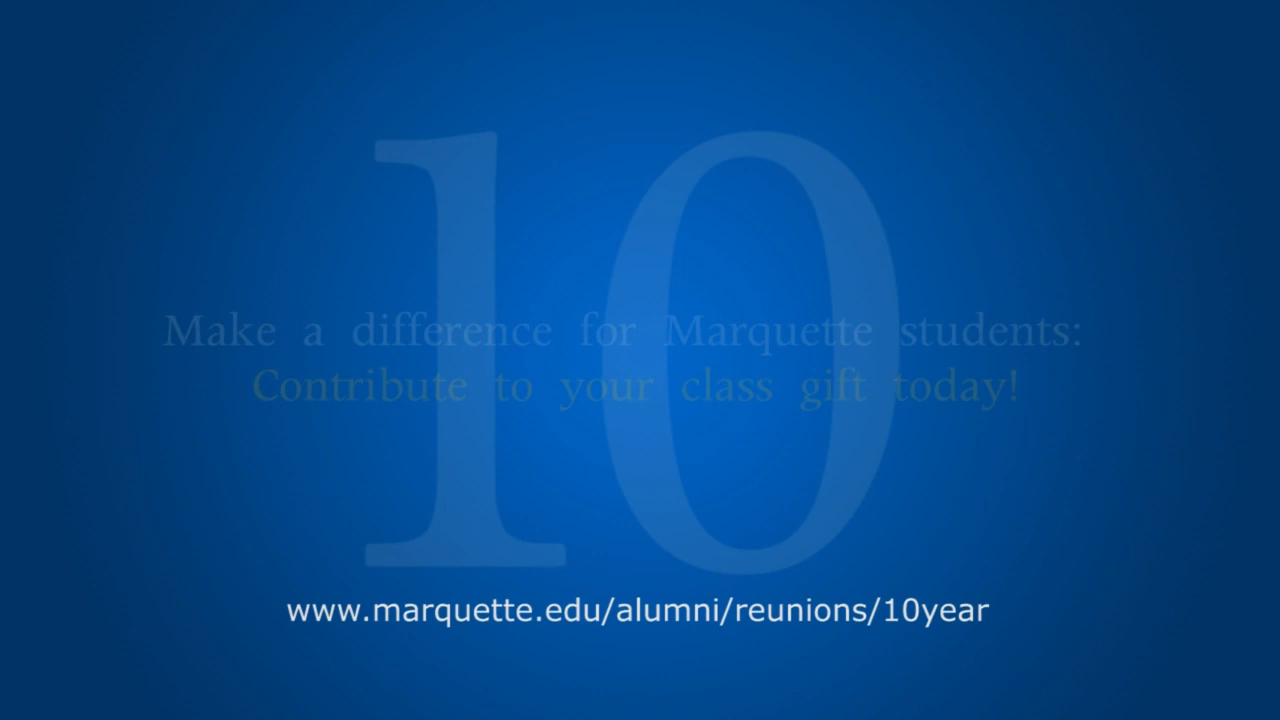 10
Make a difference for Marquette students:
Contribute to your class gift today!
www.marquette.edu/alumni/reunions/10year